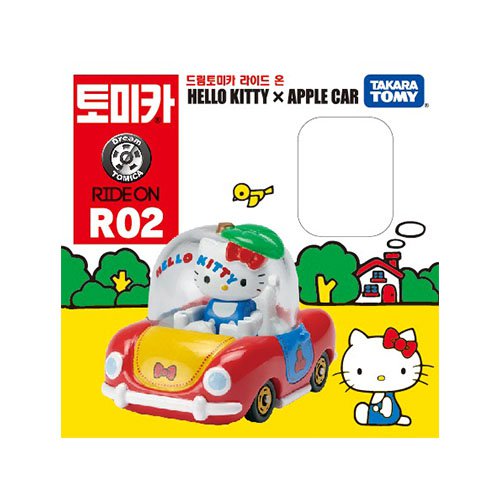 드림토미카 라이드 온
HELLO KITTY × APPLE CAR
TAKARA
TOMY®
토미카®
Dream
TOMICA
RIDE ON
R02
HELLO KITTY